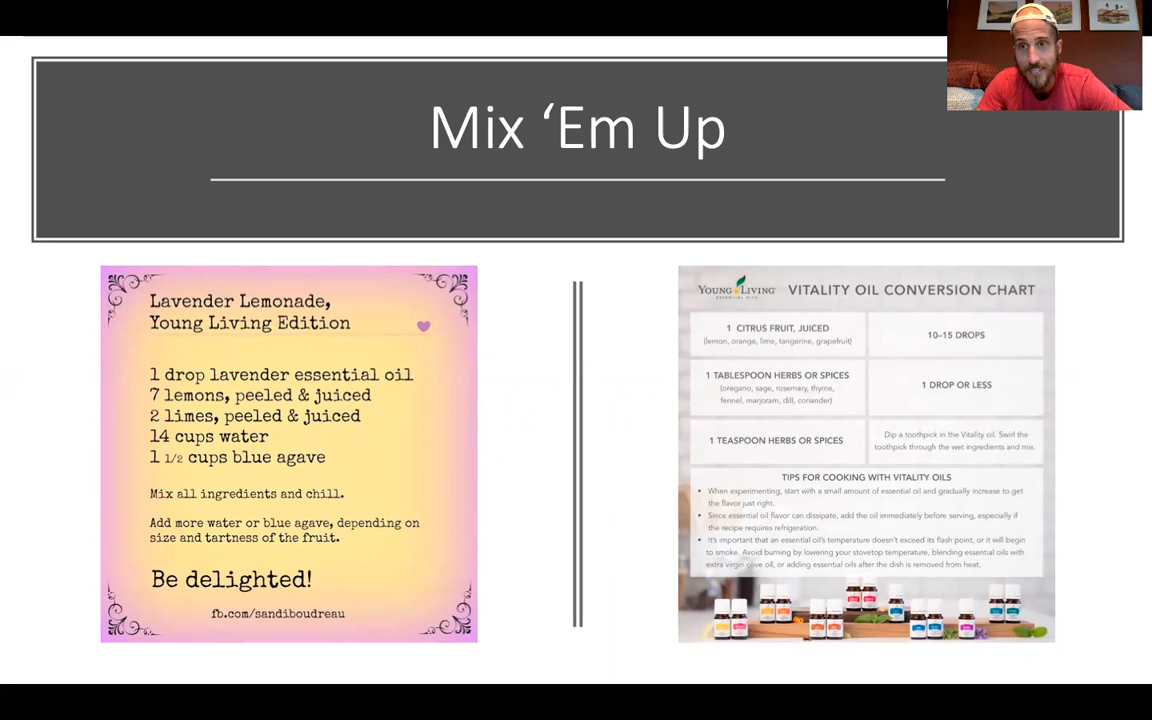 Mix ‘Em Up
Lavender Lemonade,
Young Living Edition
1 drop lavender essential oil
7 lemons, peeled & juiced
2 limes, peeled & juiced
14 cups water
1 1/2 cups blue agave
Mix all ingredients and chill.
Add more water or blue agave, depending on
size and tartness of the fruit.
Be delighted!
fb.com/sandiboudreau
YOUNG LIVING
ESSENTIAL OILS
VITALITY OIL CONVERSION CHART
1 CITRUS FRUIT, JUICED
(lemon, orange, lime, tangerine, grapefruit)
10–15 DROPS
1 TABLESPOON HERBS OR SPICES
(oregano, sage, rosemary, thyme,
fennel, marjoram, dill, coriander)
1 DROP OR LESS
1 TEASPOON HERBS OR SPICES
Dip a toothpick in the Vitality oil. Swirl the
toothpick through the wet ingredients and mix.
TIPS FOR COOKING WITH VITALITY OILS
• When experimenting, start with a small amount of essential oil and gradually increase to get
the flavor just right.
• Since essential oil flavor can dissipate, add the oil immediately before serving, especially if
the recipe requires refrigeration.
• It's important that an essential oil's temperature doesn't exceed its flash point, or it will begin
to smoke. Avoid burning by lowering your stovetop temperature, blending essential oils with
extra virgin olive oil, or adding essential oils after the dish is removed from heat.